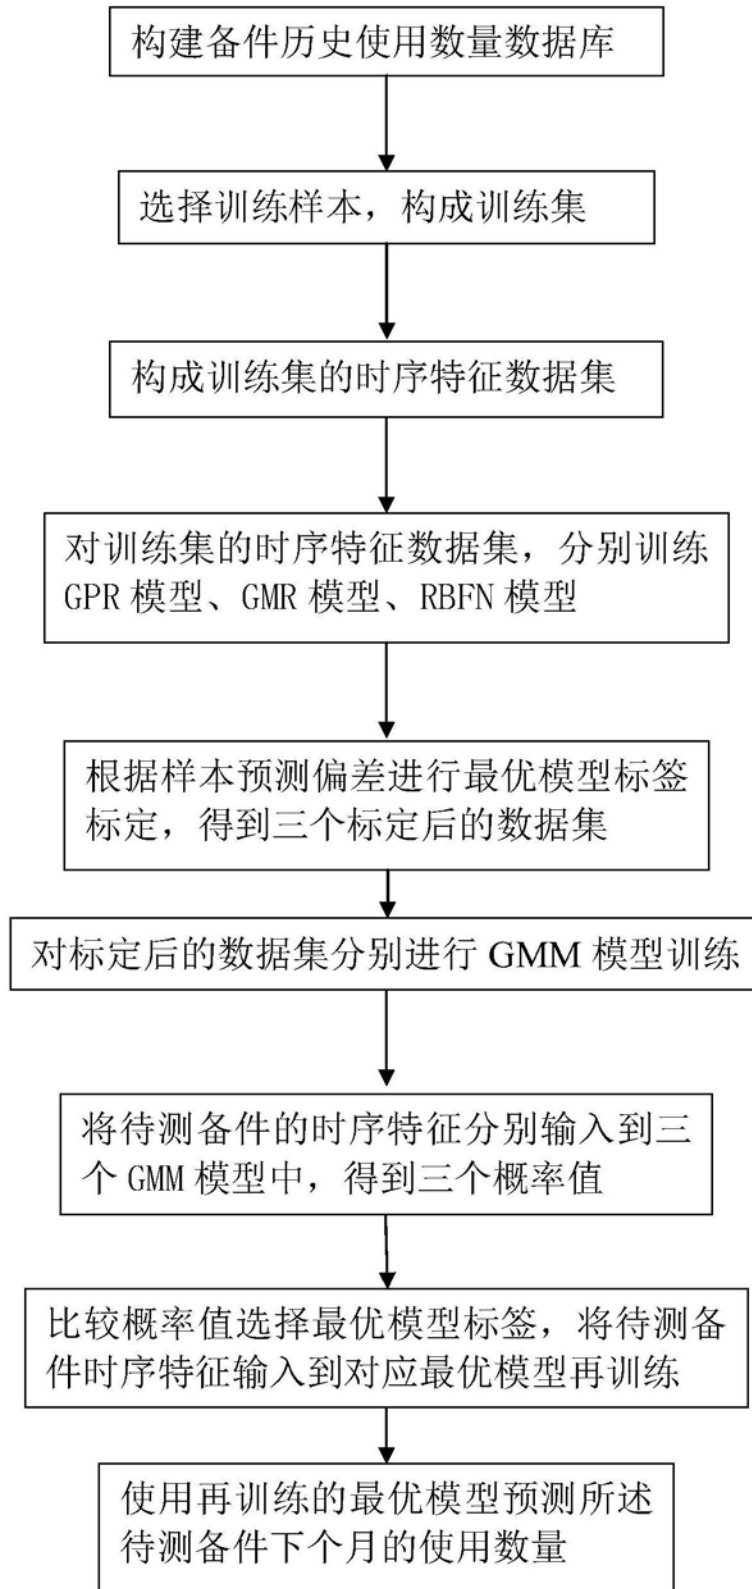 构建备件历史使用数量数据库
选择训练样本，构成训练集
构成训练集的时序特征数据集
对训练集的时序特征数据集，分别训练
GPR 模型、GMR 模型、RBFN 模型
根据样本预测偏差进行最优模型标签
标定，得到三个标定后的数据集
对标定后的数据集分别进行 GMM 模型训练
将待测备件的时序特征分别输入到三
个 GMM 模型中，得到三个概率值
比较概率值选择最优模型标签，将待测备
件时序特征输入到对应最优模型再训练
使用再训练的最优模型预测所述
待测备件下个月的使用数量